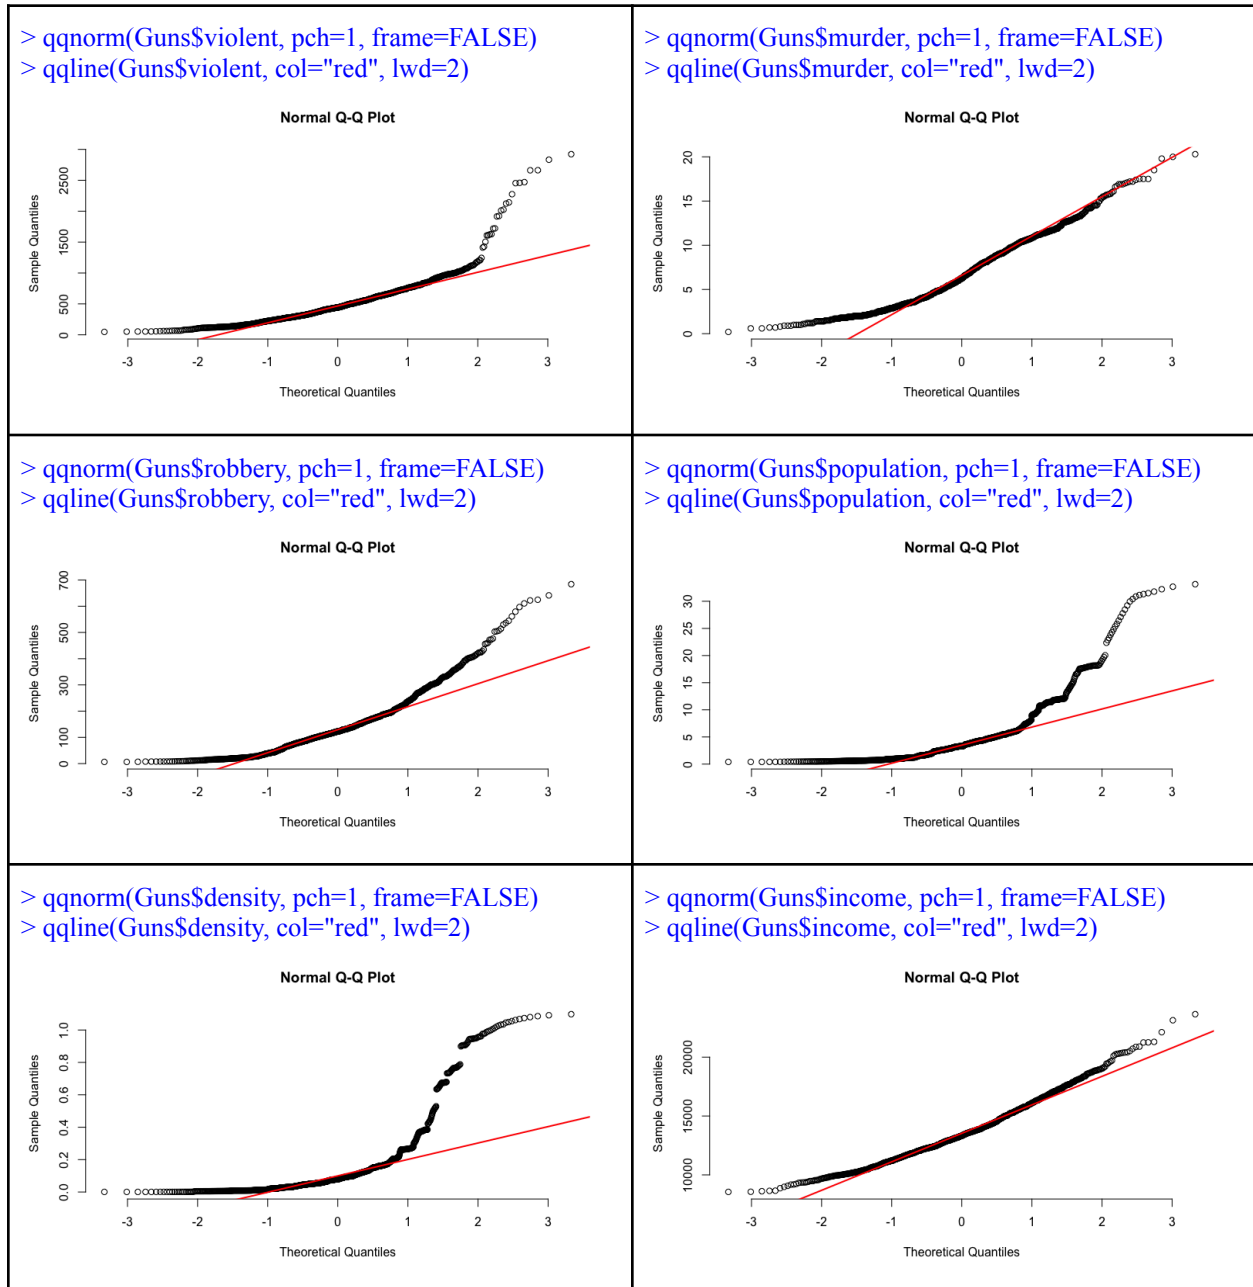 > qqnorm(Guns$violent, pch=1, frame=FALSE)
> qqline(Guns$violent, col="red", lwd=2)
Normal Q-Q Plot
Sample Quantiles
0 500 1500 2500
-3 -2 -1 0 1 2 3
Theoretical Quantiles
> qqnorm(Guns$murder, pch=1, frame=FALSE)
> qqline(Guns$murder, col="red", lwd=2)
Normal Q-Q Plot
Sample Quantiles
0 5 10 15 20
-3 -2 -1 0 1 2 3
Theoretical Quantiles
> qqnorm(Guns$robbery, pch=1, frame=FALSE)
> qqline(Guns$robbery, col="red", lwd=2)
Normal Q-Q Plot
Sample Quantiles
0 100 300 500 700
-3 -2 -1 0 1 2 3
Theoretical Quantiles
> qqnorm(Guns$population, pch=1, frame=FALSE)
> qqline(Guns$population, col="red", lwd=2)
Normal Q-Q Plot
Sample Quantiles
0 5 10 15 20 25 30
-3 -2 -1 0 1 2 3
Theoretical Quantiles
> qqnorm(Guns$density, pch=1, frame=FALSE)
> qqline(Guns$density, col="red", lwd=2)
Normal Q-Q Plot
Sample Quantiles
0.0 0.2 0.4 0.6 0.8 1.0
-3 -2 -1 0 1 2 3
Theoretical Quantiles
> qqnorm(Guns$income, pch=1, frame=FALSE)
> qqline(Guns$income, col="red", lwd=2)
Normal Q-Q Plot
Sample Quantiles
10000 15000 20000
-3 -2 -1 0 1 2 3
Theoretical Quantiles